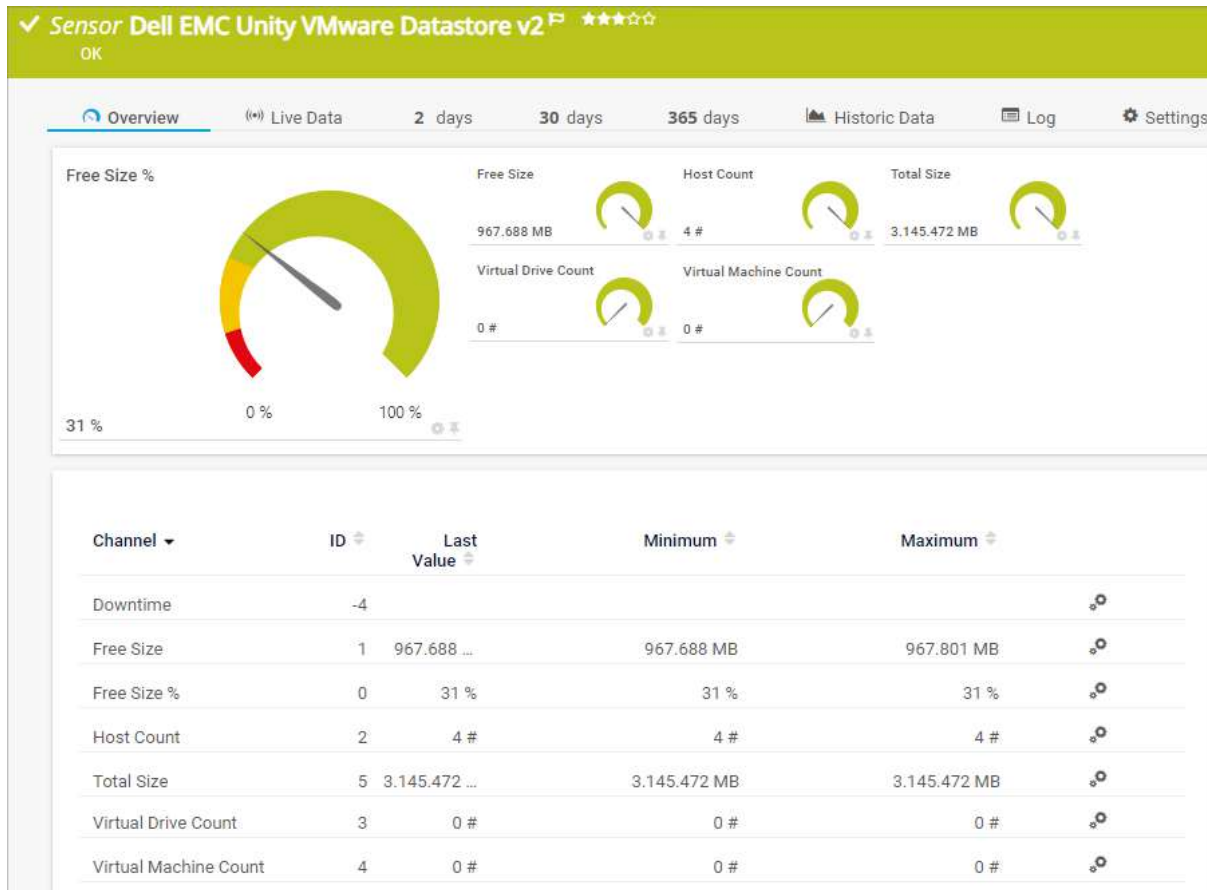 Sensor Dell EMC Unity VMware Datastore v2
OK
Overview Live Data 2 days 30 days 365 days Historic Data Log Settings
Free Size %
0 %
100 %
31 %
Free Size
967.688 MB
Host Count
4 #
Total Size
3.145.472 MB
Virtual Drive Count
0 #
Virtual Machine Count
0 #
Channel ID Last Value Minimum Maximum
Downtime -4
Free Size 1 967.688 ... 967.688 MB 967.801 MB
Free Size % 0 31 % 31 % 31 %
Host Count 2 4 # 4 # 4 #
Total Size 5 3.145.472 ... 3.145.472 MB 3.145.472 MB
Virtual Drive Count 3 0 # 0 # 0 #
Virtual Machine Count 4 0 # 0 # 0 #